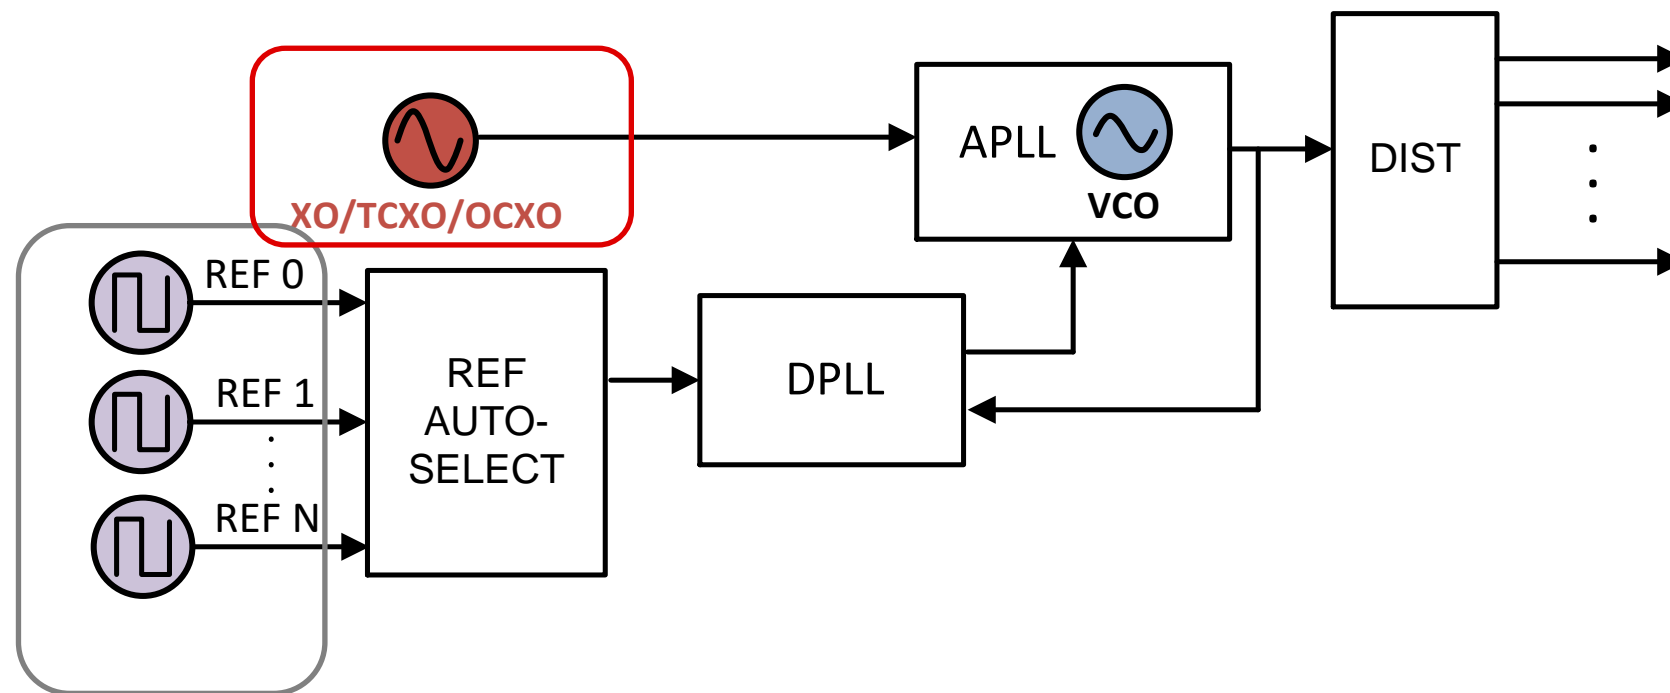 XO/TCXO/OCXO
APLL
VCO
DIST
REF 0
REF 1
REF N
REF
AUTO-
SELECT
DPLL